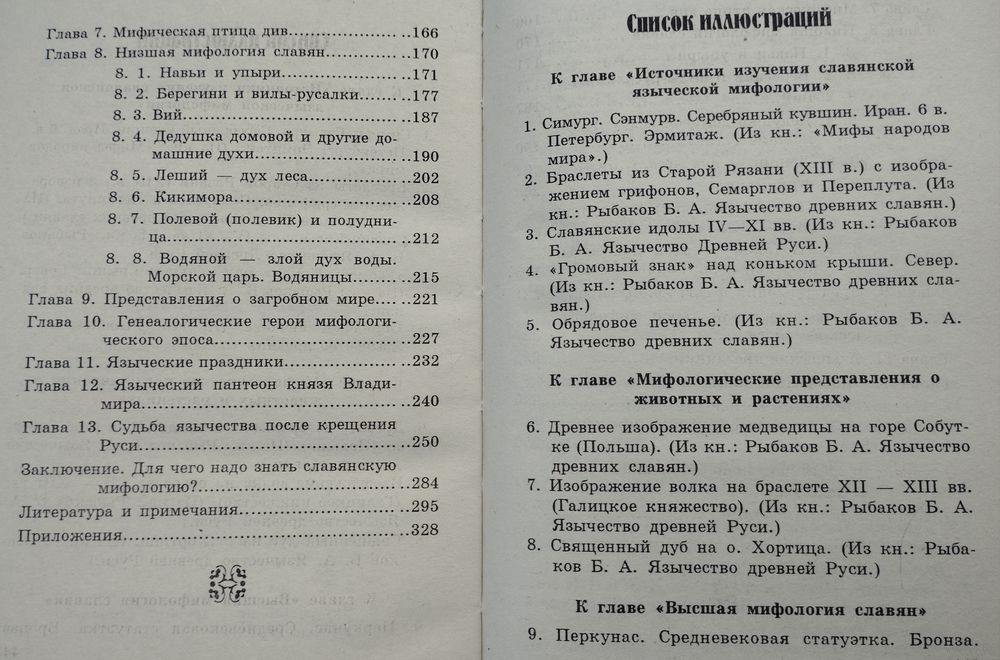 Глава 7. Мифическая птица див.....................166
Глава 8. Низшая мифология славян................170
8. 1. Навьи и упыри..............................171
8. 2. Берегини и вилы-русалки...............177
8. 3. Вий..........................................187
8. 4. Дедушка домовой и другие до-
машние духи..............................190
8. 5. Леший — дух леса........................202
8. 6. Кикимора...................................208
8. 7. Полевой (полевик) и полудни-
ца..........................................212
8. 8. Водяной — злой дух воды.
Морской царь. Водяницы...............215
Глава 9. Представления о загробном мире......221
Глава 10. Генеалогические герои мифологи-
ческого эпоса..............................227
Глава 11. Языческие праздники..................232
Глава 12. Языческий пантеон князя Влади-
мира..........................................240
Глава 13. Судьба язычества после крещения
Руси..........................................250
Заключение. Для чего надо знать славянскую
мифологию?..............................284
Литература и примечания..............................295
Приложения..........................................328
Список иллюстраций
К главе «Источники изучения славянской
языческой мифологии»
1. Симург. Сэнмурв. Серебряный кувшин. Иран. 6 в.
Петербург. Эрмитаж. (Из кн.: «Мифы народов
мира».)
2. Браслеты из Старой Рязани (XIII в.) с изобра-
жением грифонов, Семарглов и Переплута. (Из
кн.: Рыбаков Б. А. Язычество древних славян.)
3. Славянские идолы IV—XI вв. (Из кн.: Рыбаков
Б. А. Язычество Древней Руси.)
4. «Громовый знак» над коньком крыши. Север.
(Из кн.: Рыбаков Б. А. Язычество древних сла-
вян.)
5. Обрядовое печенье. (Из кн.: Рыбаков Б. А.
Язычество древних славян.)
К главе «Мифологические представления о
животных и растениях»
6. Древнее изображение медведицы на горе Собут-
ке (Польша). (Из кн.: Рыбаков Б. А. Язычество
древних славян.)
7. Изображение волка на браслете XII — XIII вв.
(Галицкое княжество). (Из кн.: Рыбаков Б. А.
Язычество древней Руси.)
8. Священный дуб на о. Хортица. (Из кн.: Рыба-
ков Б. А. Язычество древней Руси.)
К главе «Высшая мифология славян»
9. Перкунас. Средневековая статуэтка. Бронза.